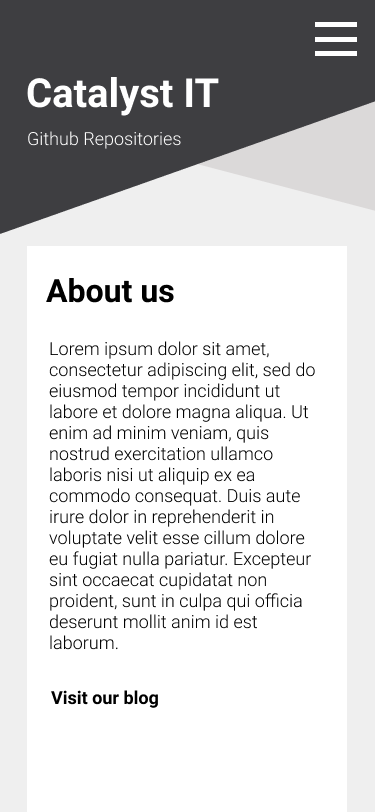 Catalyst IT
Github Repositories
About us
Lorem ipsum dolor sit amet,
consectetur adipiscing elit, sed do
eiusmod tempor incididunt ut
labore et dolore magna aliqua. Ut
enim ad minim veniam, quis
nostrud exercitation ullamco
laboris nisi ut aliquip ex ea
commodo consequat. Duis aute
irure dolor in reprehenderit in
voluptate velit esse cillum dolore
eu fugiat nulla pariatur. Excepteur
sint occaecat cupidatat non
proident, sunt in culpa qui officia
deserunt mollit anim id est
laborum.
Visit our blog